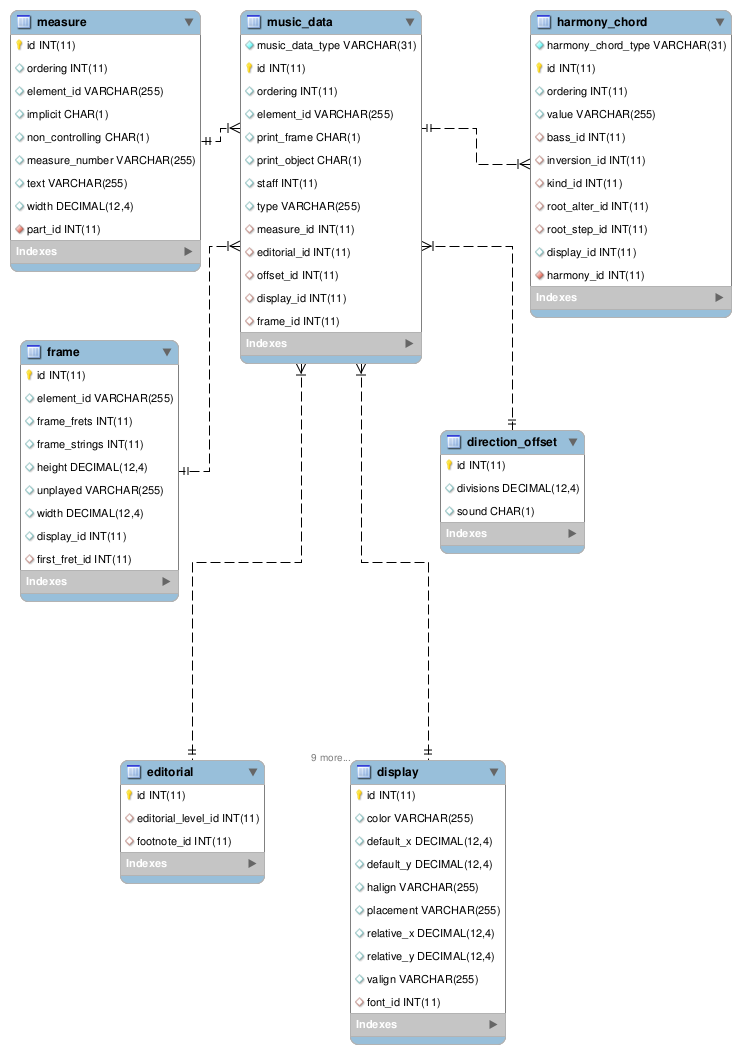 measure
id INT(11)
ordering INT(11)
element_id VARCHAR(255)
implicit CHAR(1)
non_controlling CHAR(1)
measure_number VARCHAR(255)
text VARCHAR(255)
width DECIMAL(12,4)
part_id INT(11)
Indexes
music_data
music_data_type VARCHAR(31)
id INT(11)
ordering INT(11)
element_id VARCHAR(255)
print_frame CHAR(1)
print_object CHAR(1)
staff INT(11)
type VARCHAR(255)
measure_id INT(11)
editorial_id INT(11)
offset_id INT(11)
display_id INT(11)
frame_id INT(11)
Indexes
harmony_chord
harmony_chord_type VARCHAR(31)
id INT(11)
ordering INT(11)
value VARCHAR(255)
bass_id INT(11)
inversion_id INT(11)
kind_id INT(11)
root_alter_id INT(11)
root_step_id INT(11)
display_id INT(11)
harmony_id INT(11)
Indexes
frame
id INT(11)
element_id VARCHAR(255)
frame_frets INT(11)
frame_strings INT(11)
height DECIMAL(12,4)
unplayed VARCHAR(255)
width DECIMAL(12,4)
display_id INT(11)
first_fret_id INT(11)
Indexes
direction_offset
id INT(11)
divisions DECIMAL(12,4)
sound CHAR(1)
Indexes
editorial
id INT(11)
editorial_level_id INT(11)
footnote_id INT(11)
Indexes
9 more...
display
id INT(11)
color VARCHAR(255)
default_x DECIMAL(12,4)
default_y DECIMAL(12,4)
halign VARCHAR(255)
placement VARCHAR(255)
relative_x DECIMAL(12,4)
relative_y DECIMAL(12,4)
valign VARCHAR(255)
font_id INT(11)
Indexes